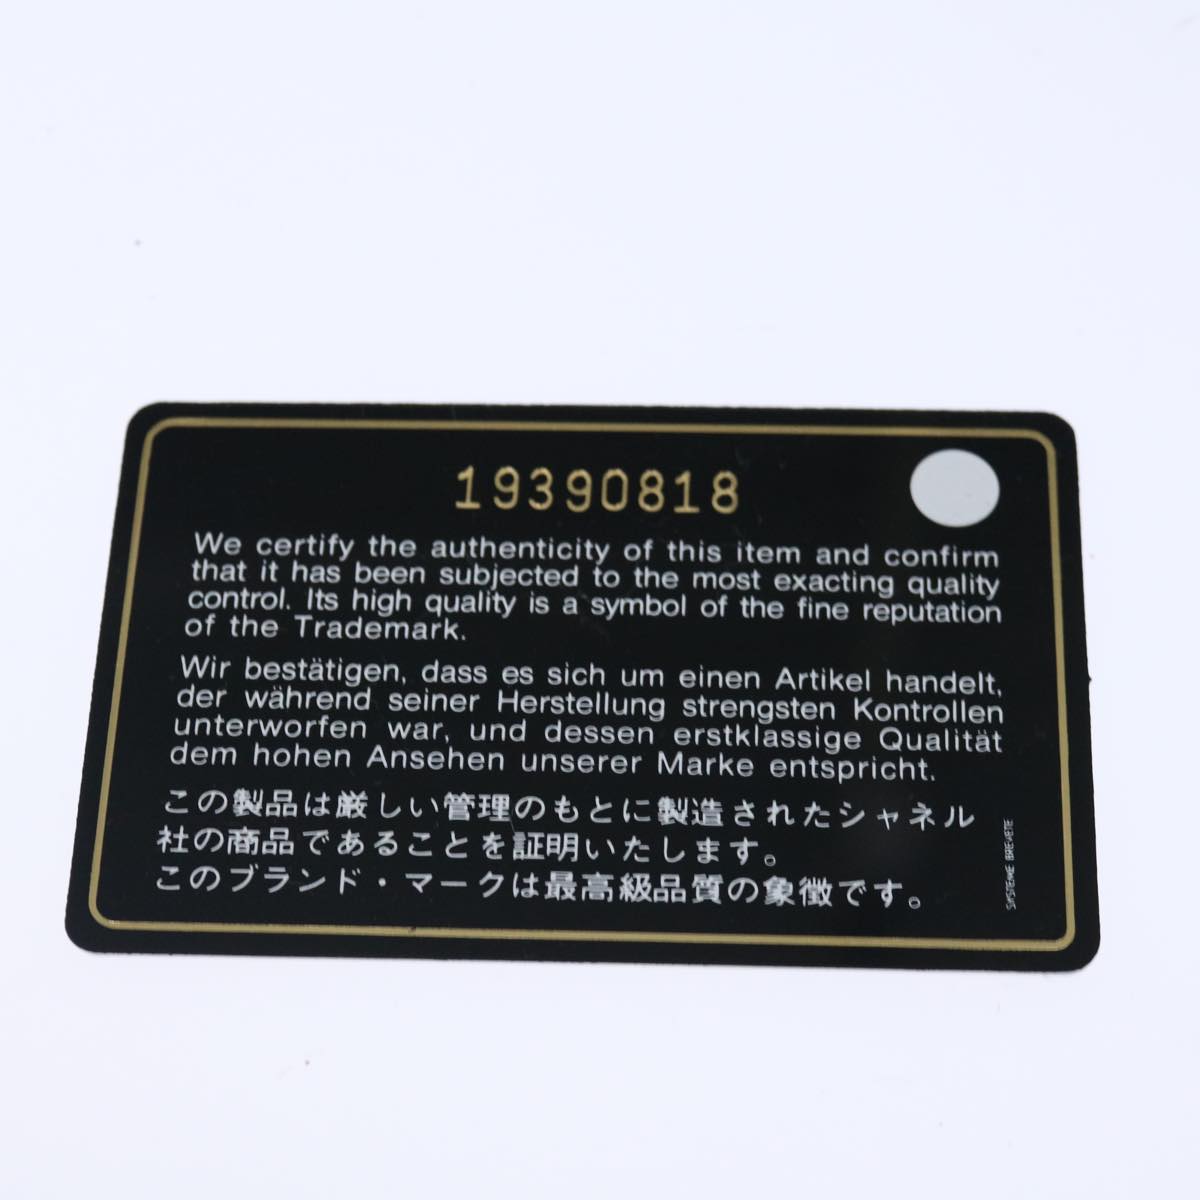 19390818
We certify the authenticity of this item and confirm
that it has been subjected to the most exacting quality
control. Its high quality is a symbol of the fine reputation
of the Trademark.
Wir bestätigen, dass es sich um einen Artikel handelt,
der während seiner Herstellung strengsten Kontrollen
unterworfen war, und dessen erstklassige Qualität
dem hohen Ansehen unserer Marke entspricht.
この製品は厳しい管理のもとに製造されたシャネル
社の商品であることを証明いたします。
このブランド・マークは最高級品質の象徴です。
SYSTEME BREVETE